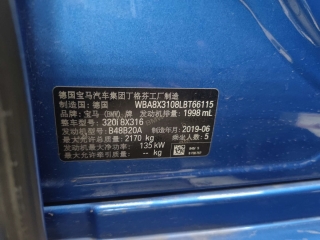 德国宝马汽车集团丁格芬工厂制造
制造国: 德国 WBA8X3108LBT66115
品牌: 宝马 (BMW) 牌 发动机排量: 1998 mL
整车型号: 320i 8X316
发动机型号: B48B20A 制造年月: 2019-06
最大允许总质量: 2170 kg 乘坐人数: 5
发动机最大净功率: 135 kW
最大允许牵引质量: -- kg